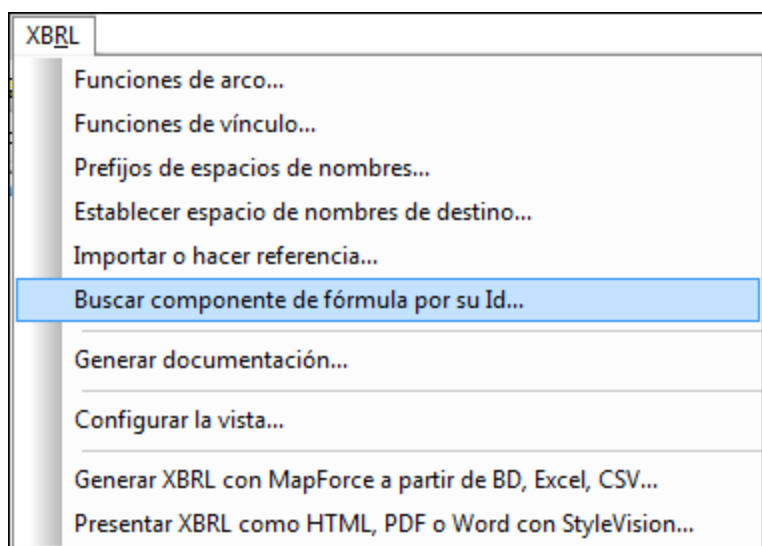 XBRL
Funciones de arco...
Funciones de vínculo...
Prefijos de espacios de nombres...
Establecer espacio de nombres de destino...
Importar o hacer referencia...
Buscar componente de fórmula por su Id...
Generar documentación...
Configurar la vista...
Generar XBRL con MapForce a partir de BD, Excel, CSV...
Presentar XBRL como HTML, PDF o Word con StyleVision...